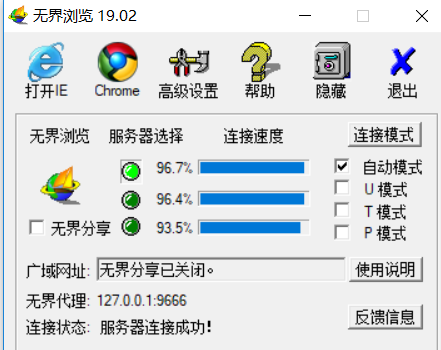 无界浏览 19.02
打开IE Chrome 高级设置 帮助 隐藏 退出
无界浏览 服务器选择 连接速度 连接模式
96.7% 自动模式
96.4% U 模式
T 模式
无界分享 93.5% P 模式
广域网址: 无界分享已关闭。 使用说明
无界代理: 127.0.0.1:9666
连接状态: 服务器连接成功! 反馈信息